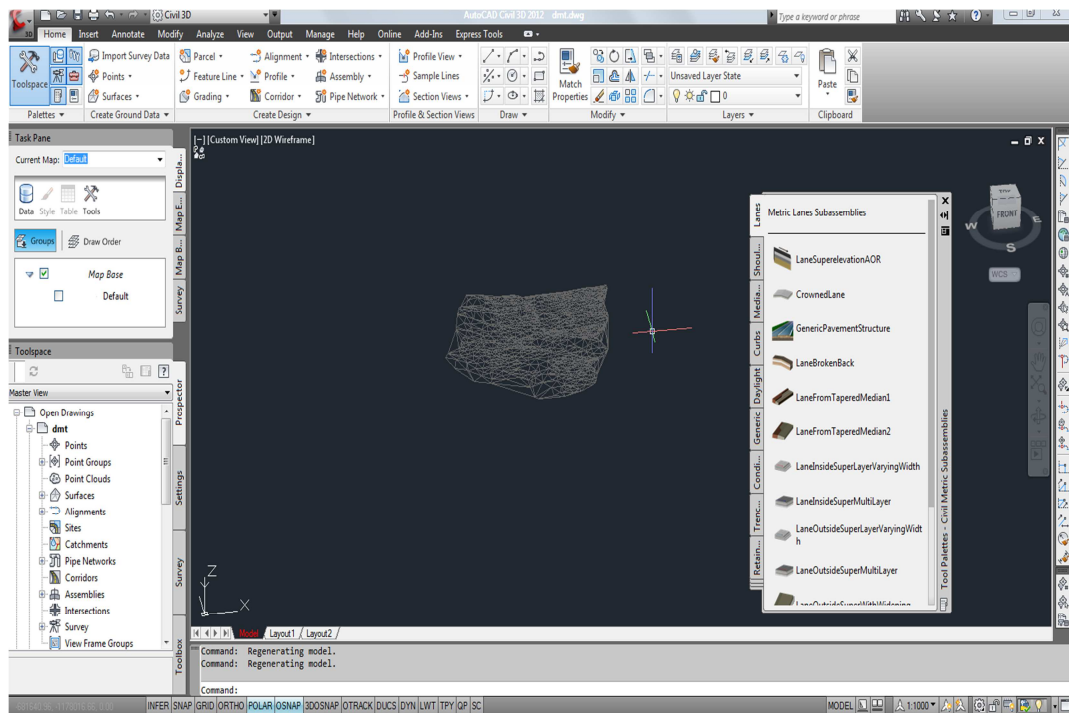 Civil 3D
AutoCAD Civil 3D 2012 dmt.dwg
Type a keyword or phrase
3D
Home Insert Annotate Modify Analyze View Output Manage Help Online Add-Ins Express Tools
Toolspace
Import Survey Data
Points
Surfaces
Parcel
Feature Line
Grading
Alignment
Profile
Corridor
Intersections
Assembly
Pipe Network
Profile View
Sample Lines
Section Views
Match
Properties
Unsaved Layer State
0
Paste
Palettes
Create Ground Data
Create Design
Profile & Section Views
Draw
Modify
Layers
Clipboard
Task Pane
Current Map: Default
Data Style Table Tools
Groups
Draw Order
Map Base
Default
Displa...
Map E...
Map B...
Survey
Toolspace
Master View
Open Drawings
dmt
Points
Point Groups
Point Clouds
Surfaces
Alignments
Sites
Catchments
Pipe Networks
Corridors
Assemblies
Intersections
Survey
View Frame Groups
Prospector
Settings
Survey
Toolbox
[-] [Custom View] [2D Wireframe]
TOP
FRONT
W
S
E
WCS
Z
X
Metric Lanes Subassemblies
LaneSuperelevationAOR
CrownedLane
GenericPavementStructure
LaneBrokenBack
LaneFromTaperedMedian1
LaneFromTaperedMedian2
LaneInsideSuperLayerVaryingWidth
LaneInsideSuperMultiLayer
LaneOutsideSuperLayerVaryingWidt
h
LaneOutsideSuperMultiLayer
LaneOutsideSuperWithWidening
Lanes
Shoul...
Media...
Curbs
Daylight
Generic
Condi...
Trenc...
Retain...
Tool Palettes - Civil Metric Subassemblies
Model Layout1 Layout2
Command: Regenerating model.
Command: Regenerating model.
Command:
INFER SNAP GRID ORTHO POLAR OSNAP 3DOSNAP OTRACK DUCS DYN LWT TPY QP SC
MODEL
1:1000